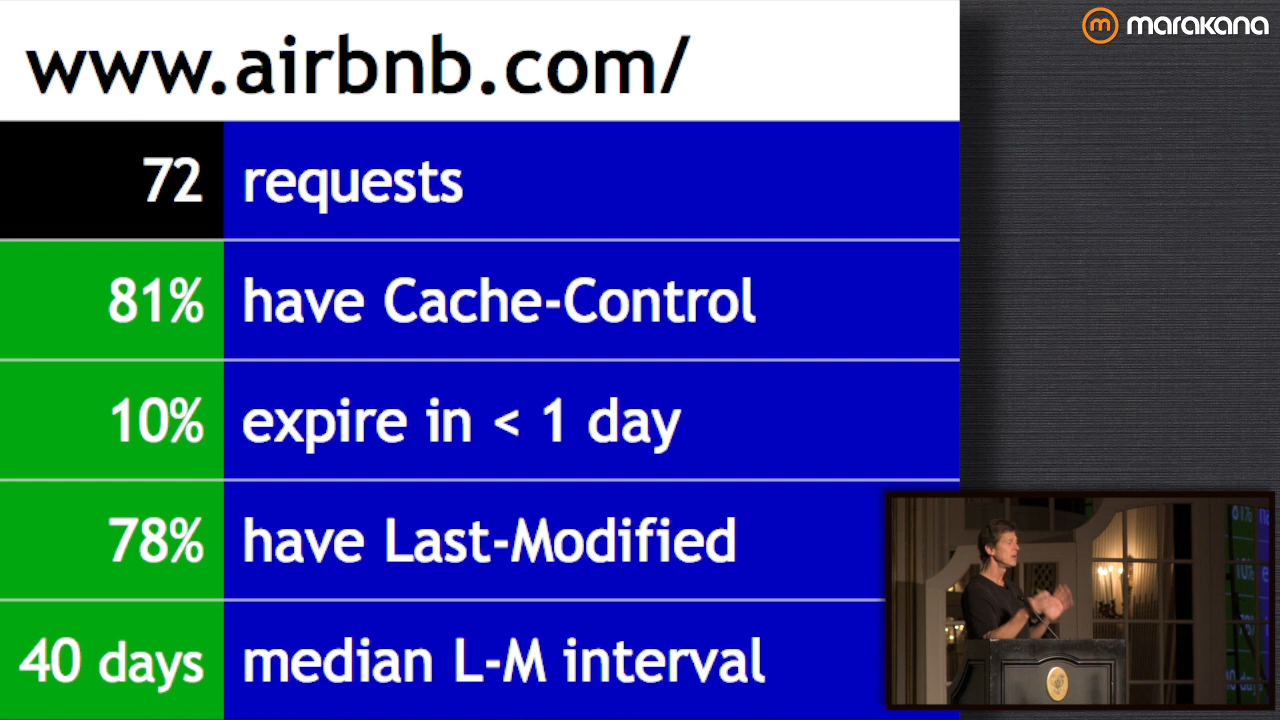 www.airbnb.com/
marakana
72 requests
81% have Cache-Control
10% expire in < 1 day
78% have Last-Modified
40 days median L-M interval